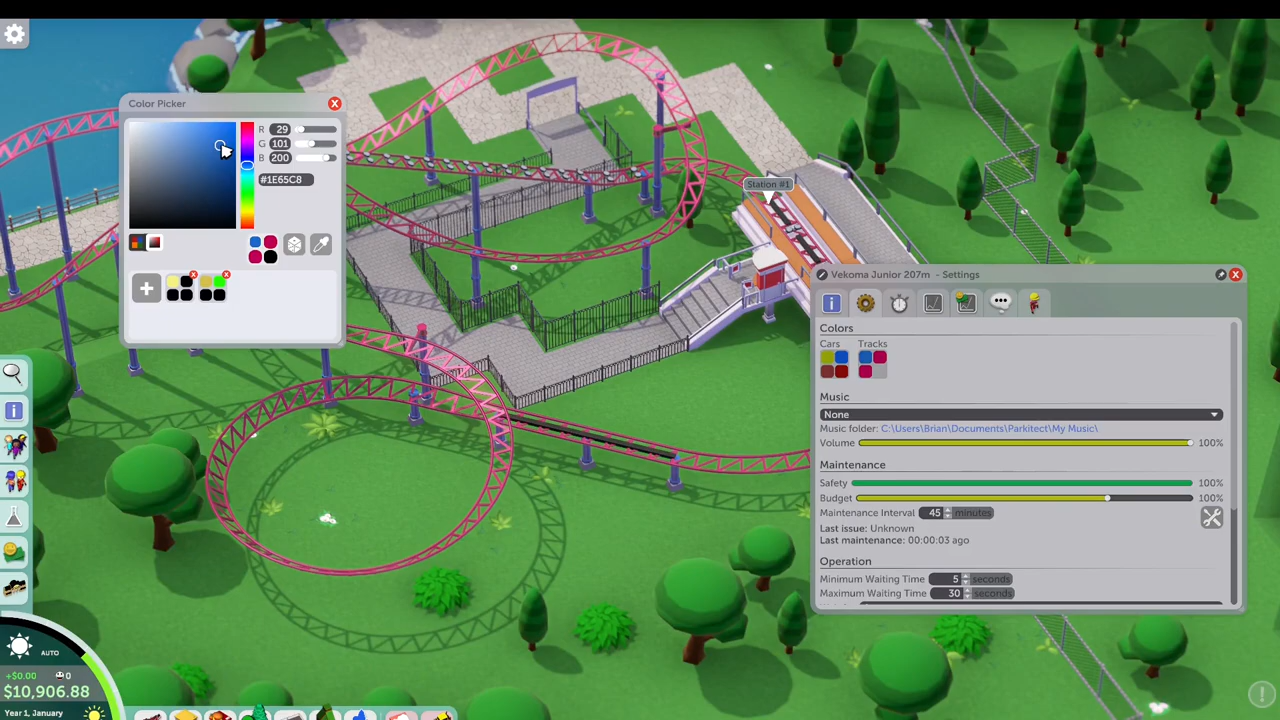 Color Picker
R 29
G 101
B 200
#1E65C8
Station #1
Vekoma Junior 207m - Settings
Colors
Cars Tracks
Music
None
Music folder: C:\Users\Brian\Documents\Parkitect\My Music\
Volume 100%
Maintenance
Safety 100%
Budget 100%
Maintenance Interval 45 minutes
Last issue: Unknown
Last maintenance: 00:00:03 ago
Operation
Minimum Waiting Time 5 seconds
Maximum Waiting Time 30 seconds
AUTO
+$0.00 0
$10,906.88
Year 1, January